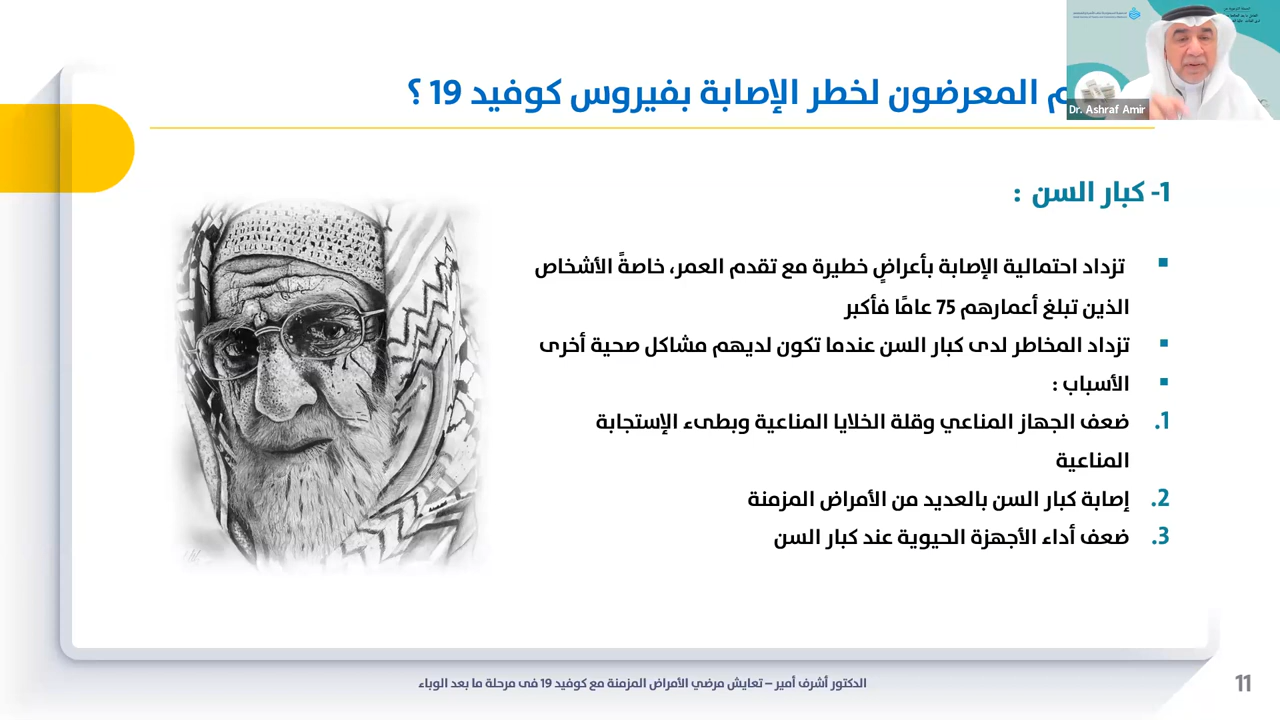 م المعرضون لخطر الإصابة بفيروس كوفيد 19 ؟
Dr. Ashraf Amir
1- كبار السن :
تزداد احتمالية الإصابة بأعراضٍ خطيرة مع تقدم العمر، خاصةً الأشخاص
الذين تبلغ أعمارهم 75 عامًا فأكبر
تزداد المخاطر لدى كبار السن عندما تكون لديهم مشاكل صحية أخرى
الأسباب :
1. ضعف الجهاز المناعي وقلة الخلايا المناعية وبطىء الإستجابة
المناعية
2. إصابة كبار السن بالعديد من الأمراض المزمنة
3. ضعف أداء الأجهزة الحيوية عند كبار السن
الدكتور أشرف أمير – تعايش مرضي الأمراض المزمنة مع كوفيد 19 فى مرحلة ما بعد الوباء
11